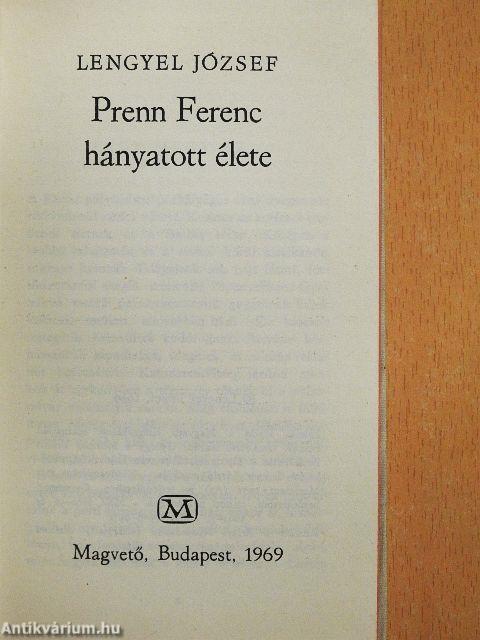 LENGYEL JÓZSEF
Prenn Ferenc
hányatott élete
M
Magvető, Budapest, 1969
Antikvárium.hu